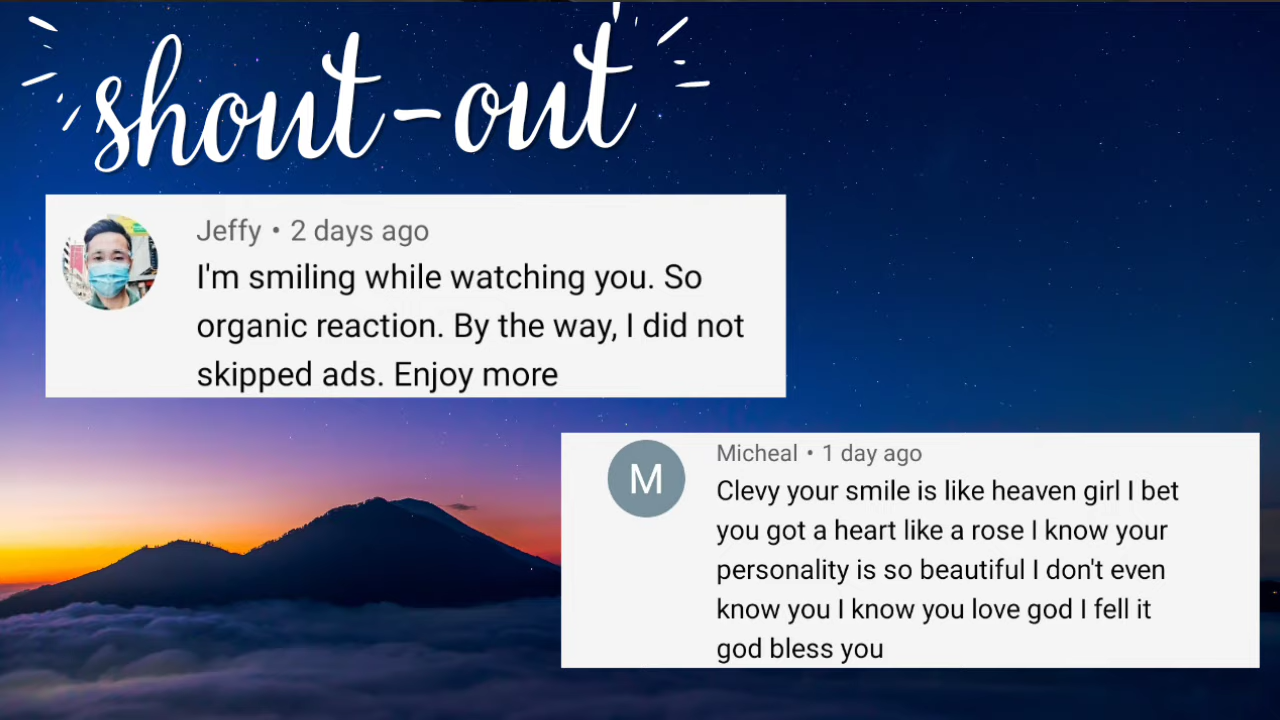 shout-out
Jeffy • 2 days ago
I'm smiling while watching you. So
organic reaction. By the way, I did not
skipped ads. Enjoy more
M
Micheal • 1 day ago
Clevy your smile is like heaven girl I bet
you got a heart like a rose I know your
personality is so beautiful I don't even
know you I know you love god I fell it
god bless you